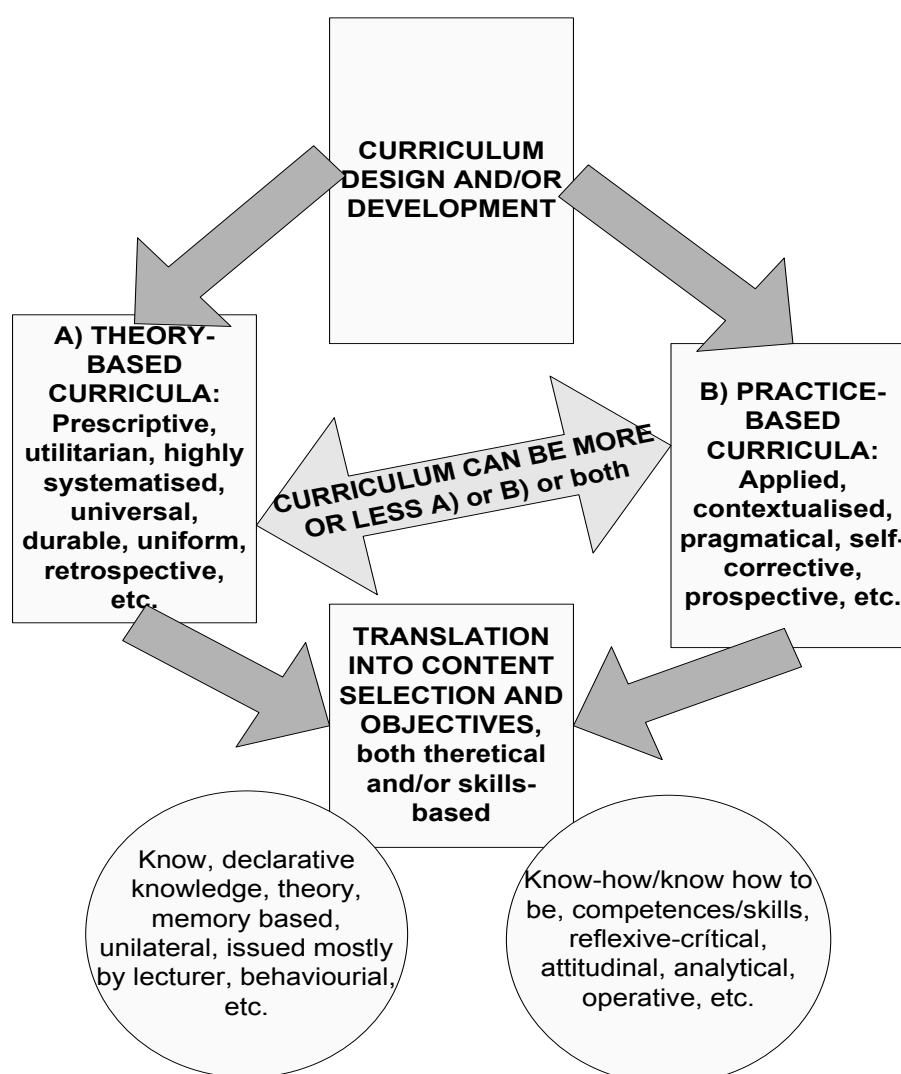 CURRICULUM
DESIGN AND/OR
DEVELOPMENT
A) THEORY-
BASED
CURRICULA:
Prescriptive,
utilitarian, highly
systematised,
universal,
durable, uniform,
retrospective,
etc.
CURRICULUM CAN BE MORE
OR LESS A) or B) or both
B) PRACTICE-
BASED
CURRICULA:
Applied,
contextualised,
pragmatical, self-
corrective,
prospective, etc.
TRANSLATION
INTO CONTENT
SELECTION AND
OBJECTIVES,
both theretical
and/or skills-
based
Know, declarative
knowledge, theory,
memory based,
unilateral, issued mostly
by lecturer, behaviourial,
etc.
Know-how/know how to
be, competences/skills,
reflexive-crítical,
attitudinal, analytical,
operative, etc.